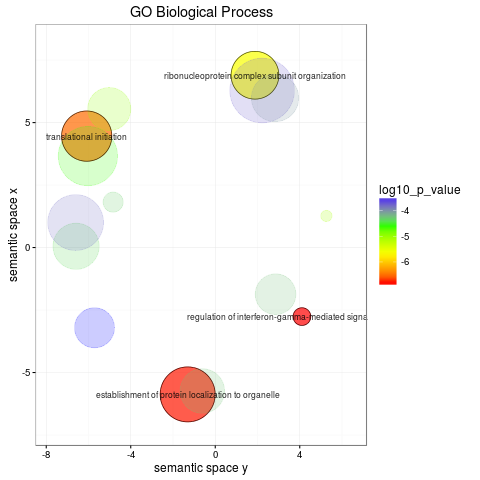 GO Biological Process
ribonucleoprotein complex subunit organization
translational initiation
regulation of interferon-gamma-mediated signa
establishment of protein localization to organelle
semantic space x
5
0
-5
-8
-4
0
4
semantic space y
log10_p_value
-4
-5
-6